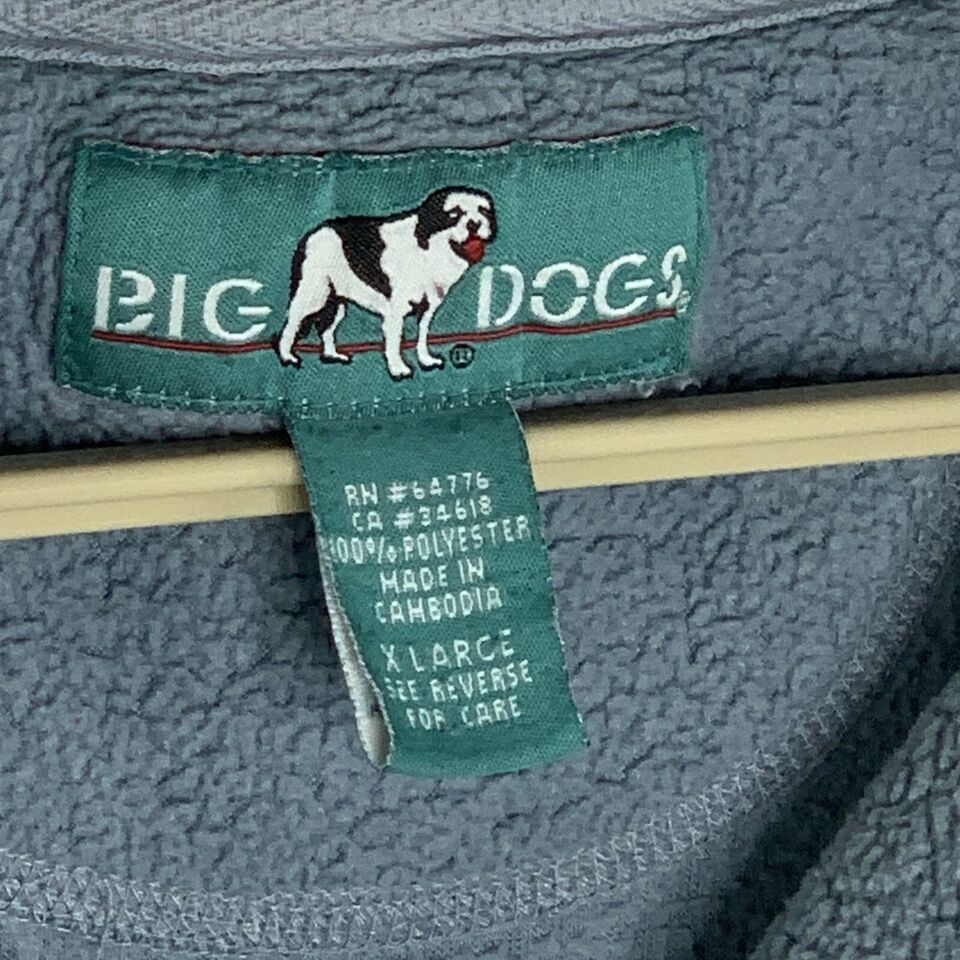 BIG DOGS®
®
RN #64776
CA #34618
100% POLYESTER
MADE IN
CAMBODIA
X LARGE
SEE REVERSE
FOR CARE